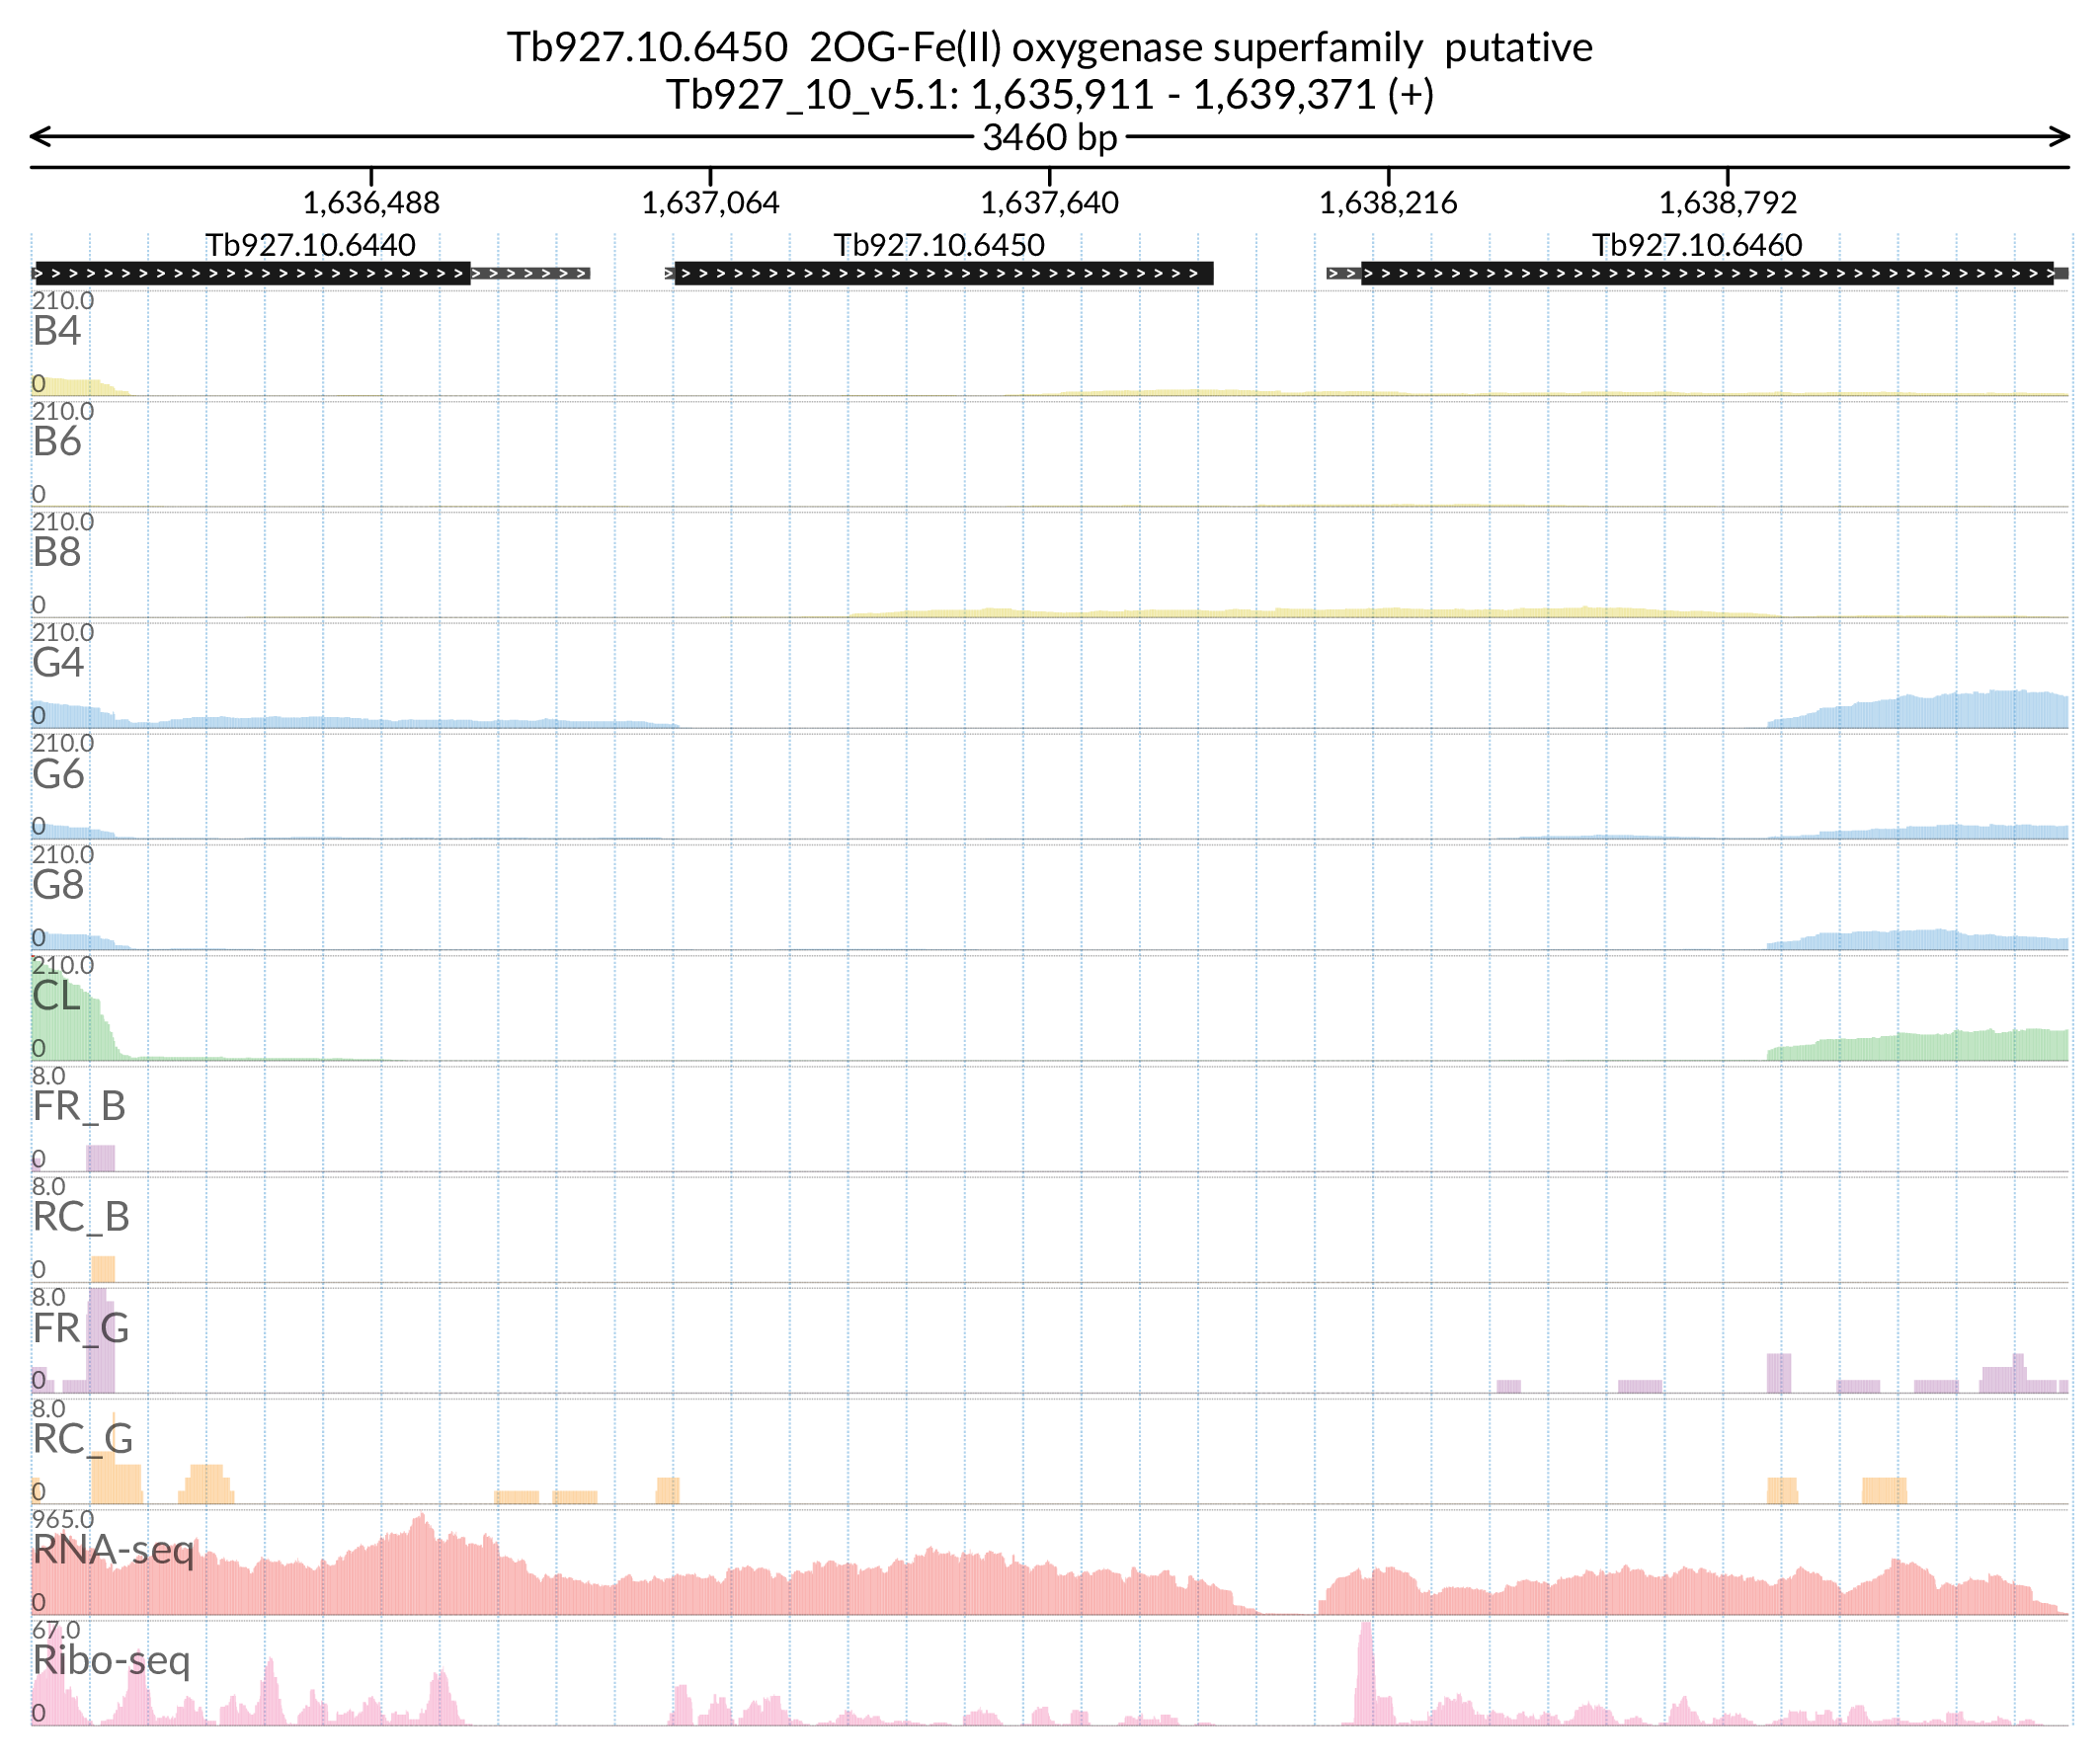 Tb927.10.6450  2OG-Fe(II) oxygenase superfamily  putative
Tb927_10_v5.1: 1,635,911 - 1,639,371 (+)
3460 bp
1,636,488 1,637,064 1,637,640 1,638,216 1,638,792
Tb927.10.6440 Tb927.10.6450 Tb927.10.6460
210.0
B4
0
210.0
B6
0
210.0
B8
0
210.0
G4
0
210.0
G6
0
210.0
G8
0
210.0
CL
0
8.0
FR_B
0
8.0
RC_B
0
8.0
FR_G
0
8.0
RC_G
0
965.0
RNA-seq
0
67.0
Ribo-seq
0